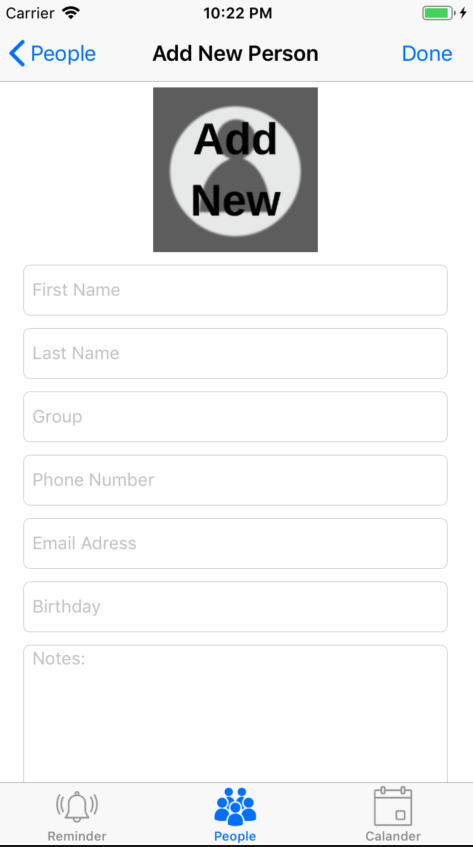 Carrier 10:22 PM
People Add New Person Done
Add
New
First Name
Last Name
Group
Phone Number
Email Adress
Birthday
Notes:
Reminder People Calander